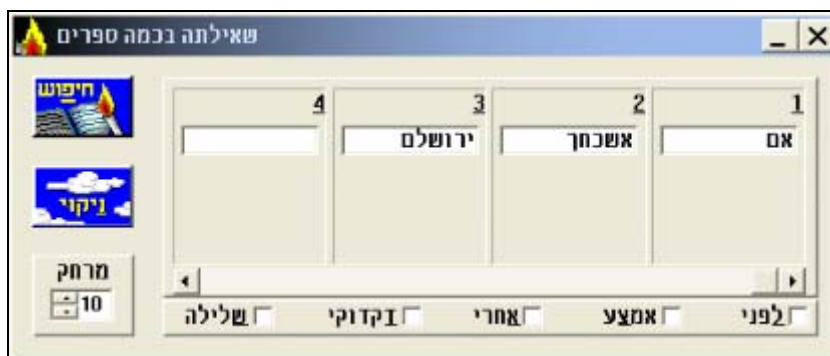 שאילתה בכמה ספרים
חיפוש
1 2 3 4
אם אשכחך ירושלם
ניקוי
מרחק
10
לפני אמצע אחרי דקדוקי שלילה